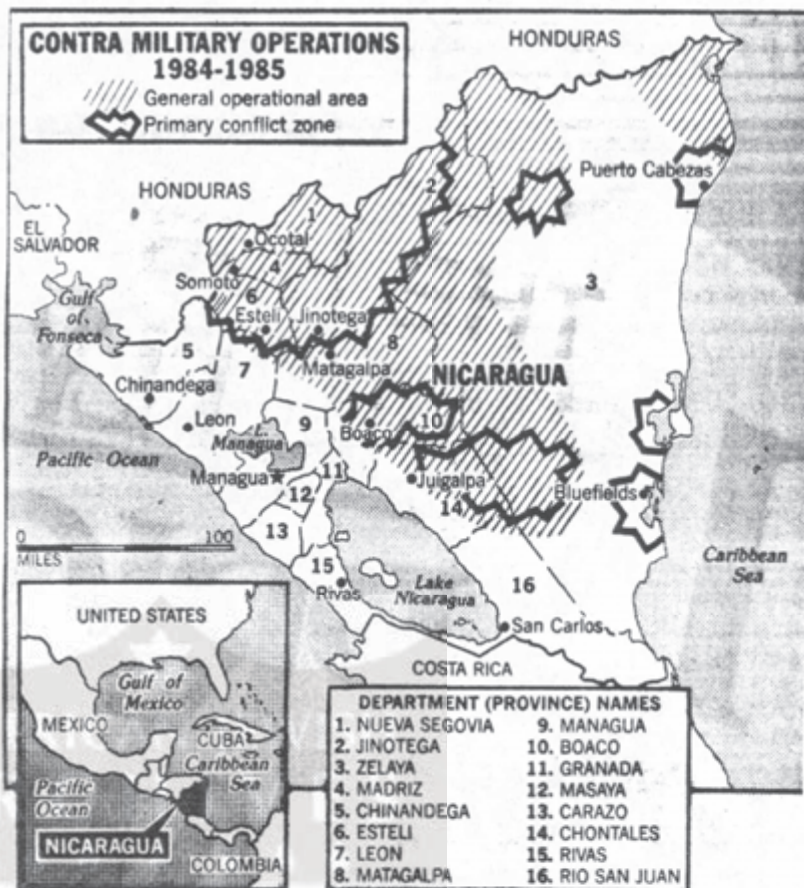 CONTRA MILITARY OPERATIONS
1984-1985
General operational area
Primary conflict zone
HONDURAS
HONDURAS
EL
SALVADOR
Gulf
of
Fonseca
Puerto Cabezas
2
1
Ocotal
4
Somoto
3
6
Esteli
Jinotega
5
7
8
Matagalpa
NICARAGUA
Chinandega
9
10
Leon
L.
Managua
Boaco
Pacific Ocean
Managua
11
Juigalpa
12
Bluefields
14
13
0
100
MILES
15
Rivas
Lake
Nicaragua
16
Caribbean
Sea
San Carlos
COSTA RICA
UNITED STATES
Gulf of
Mexico
MEXICO
CUBA
Caribbean
Sea
Pacific
Ocean
NICARAGUA
COLOMBIA
DEPARTMENT (PROVINCE) NAMES
1. NUEVA SEGOVIA
2. JINOTEGA
3. ZELAYA
4. MADRIZ
5. CHINANDEGA
6. ESTELI
7. LEON
8. MATAGALPA
9. MANAGUA
10. BOACO
11. GRANADA
12. MASAYA
13. CARAZO
14. CHONTALES
15. RIVAS
16. RIO SAN JUAN